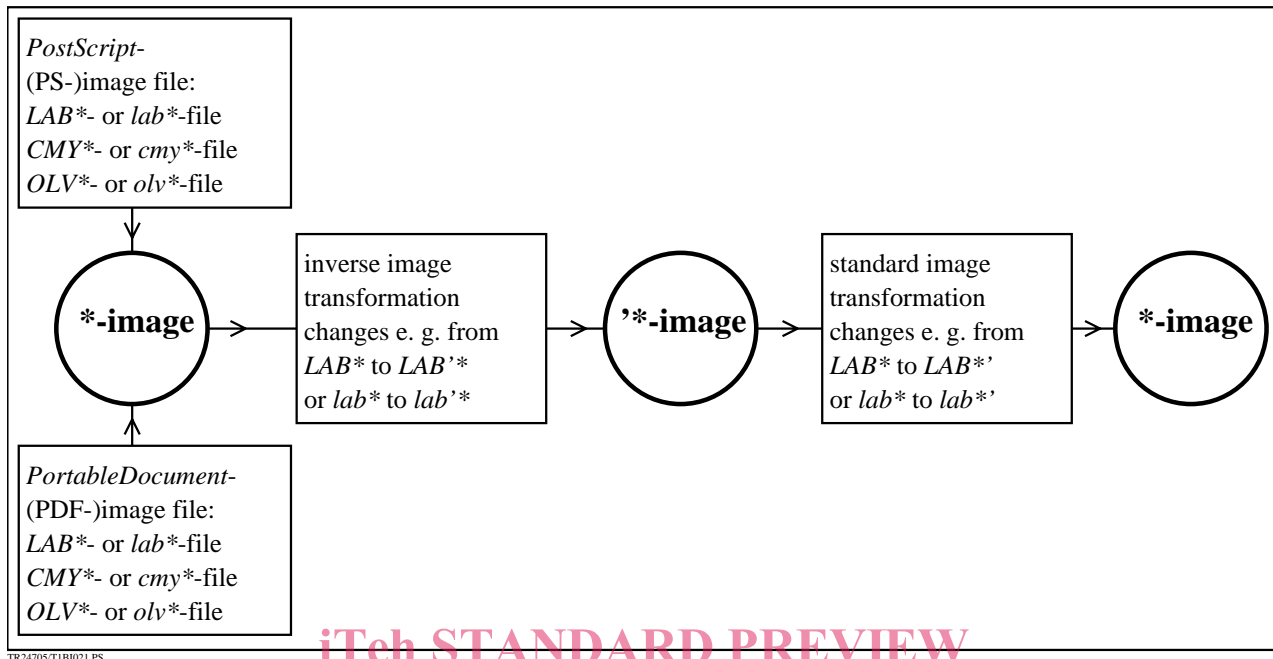 PostScript-
(PS-)image file:
LAB*- or lab*-file
CMY*- or cmy*-file
OLV*- or olv*-file
*-image
inverse image
transformation
changes e. g. from
LAB* to LAB’*
or lab* to lab’*
’*-image
standard image
transformation
changes e. g. from
LAB* to LAB*’
or lab* to lab*’
*-image
PortableDocument-
(PDF-)image file:
LAB*- or lab*-file
CMY*- or cmy*-file
OLV*- or olv*-file
iTeh STANDARD PREVIEW
TR24705/T1BI021.PS